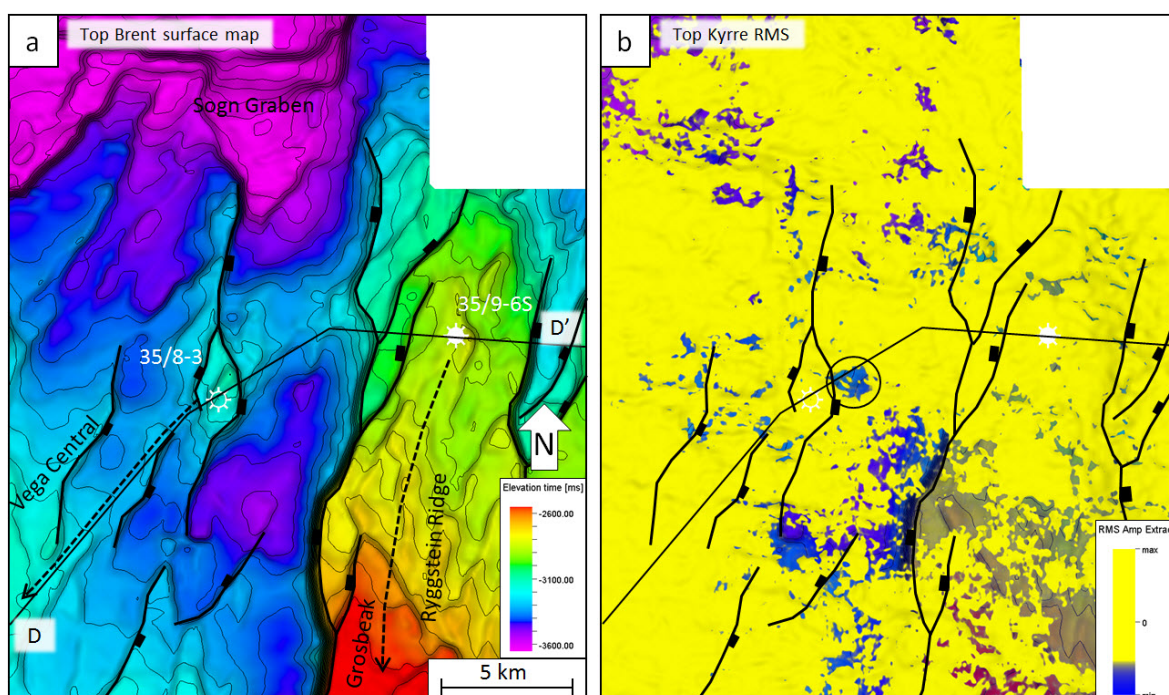 a
Top Brent surface map
Sogn Graben
35/9-6S
D’
35/8-3
N
Vega Central
Ryggstein Ridge
Grosbeak
D
Elevation time [ms]
-2600.00
-3100.00
-3600.00
5 km
b
Top Kyrre RMS
RMS Amp Extrac
max
0